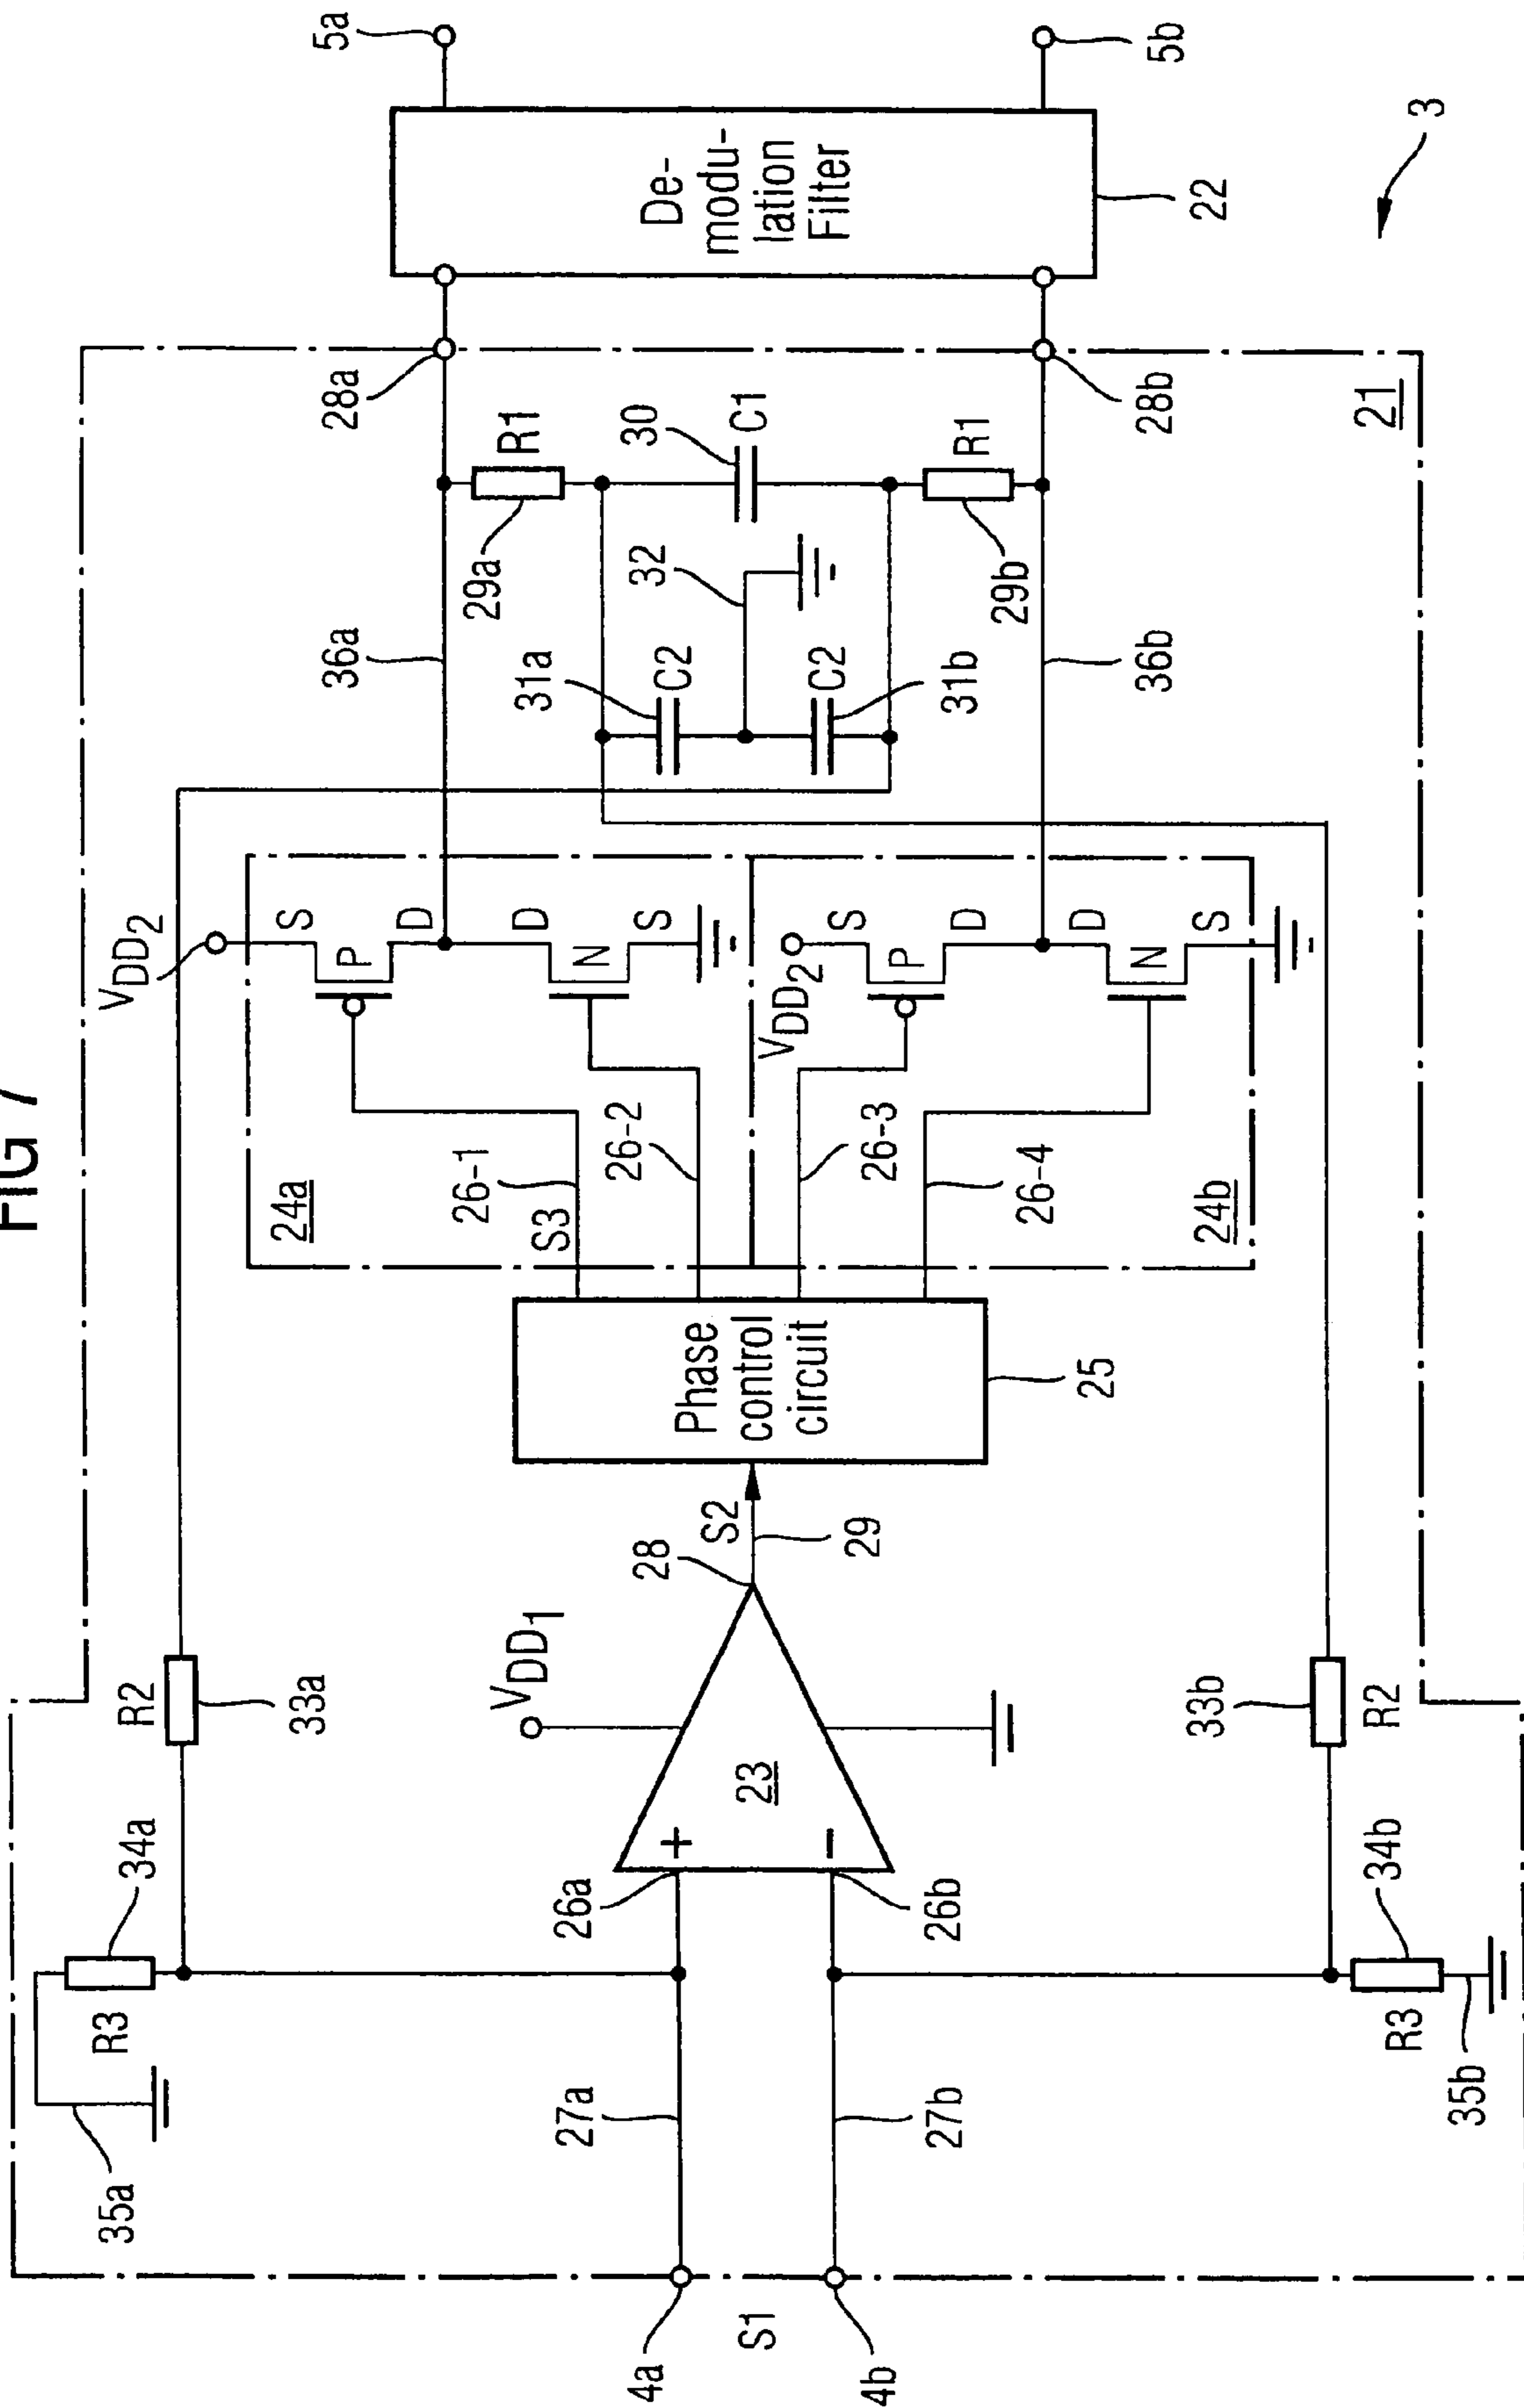 FIG 7
35a
R3
34a
R2
33a
VDD1
4a
S1
4b
27a
27b
26a
26b
+
−
23
28
S2
29
Phase
control
circuit
25
24a
26-1
S3
26-2
26-3
26-4
24b
VDD2
S
P
D
D
N
S
VDD2
S
P
D
D
N
S
36a
31a
C2
C2
31b
32
36b
29a
R1
30
C1
R1
29b
28a
28b
De-
modu-
lation
Filter
22
5a
5b
3
21
33b
R2
34b
R3
35b